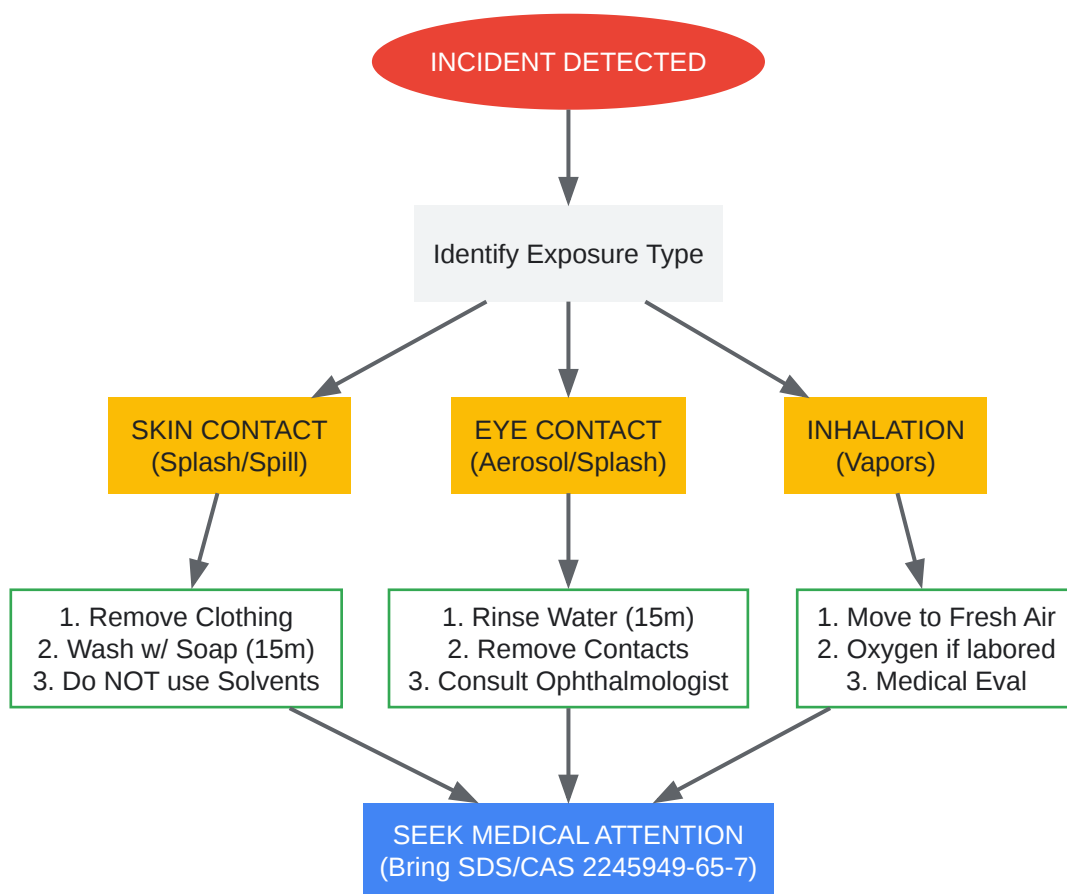 INCIDENT DETECTED
Identify Exposure Type
SKIN CONTACT
(Splash/Spill)
EYE CONTACT
(Aerosol/Splash)
INHALATION
(Vapors)
1. Remove Clothing
2. Wash w/ Soap (15m)
3. Do NOT use Solvents
1. Rinse Water (15m)
2. Remove Contacts
3. Consult Ophthalmologist
1. Move to Fresh Air
2. Oxygen if labored
3. Medical Eval
SEEK MEDICAL ATTENTION
(Bring SDS/CAS 2245949-65-7)